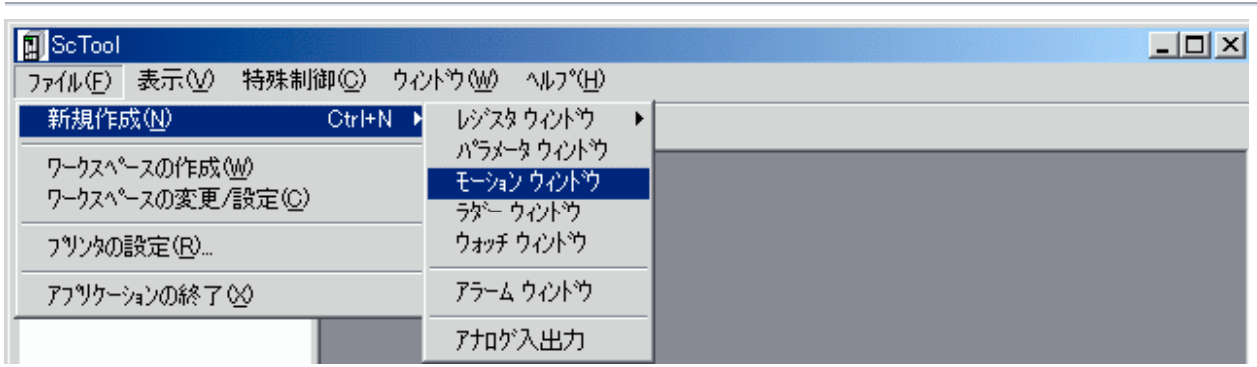 ScTool
ﾌｧｲﾙ(F) 表示(V) 特殊制御(C) ｳｨﾝﾄﾞｳ(W) ﾍﾙﾌﾟ(H)
新規作成(N) Ctrl+N
ﾜｰｸｽﾍﾟｰｽの作成(W)
ﾜｰｸｽﾍﾟｰｽの変更/設定(C)
ﾌﾟﾘﾝﾀの設定(R)...
ｱﾌﾟﾘｹｰｼｮﾝの終了(X)
ﾚｼﾞｽﾀ ｳｨﾝﾄﾞｳ
ﾊﾟﾗﾒｰﾀ ｳｨﾝﾄﾞｳ
ﾓｰｼｮﾝ ｳｨﾝﾄﾞｳ
ﾗﾀﾞｰ ｳｨﾝﾄﾞｳ
ｳｫｯﾁ ｳｨﾝﾄﾞｳ
ｱﾗｰﾑ ｳｨﾝﾄﾞｳ
ｱﾅﾛｸﾞ入出力